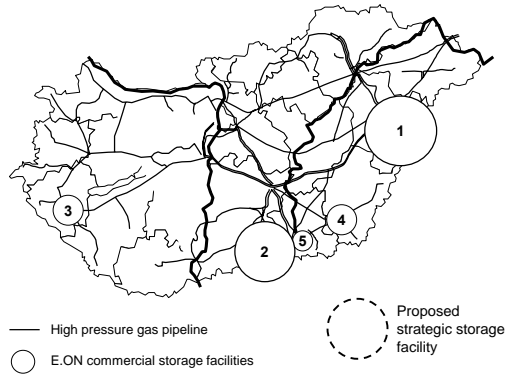 1
2
3
4
5
High pressure gas pipeline
E.ON commercial storage facilities
Proposed
strategic storage
facility